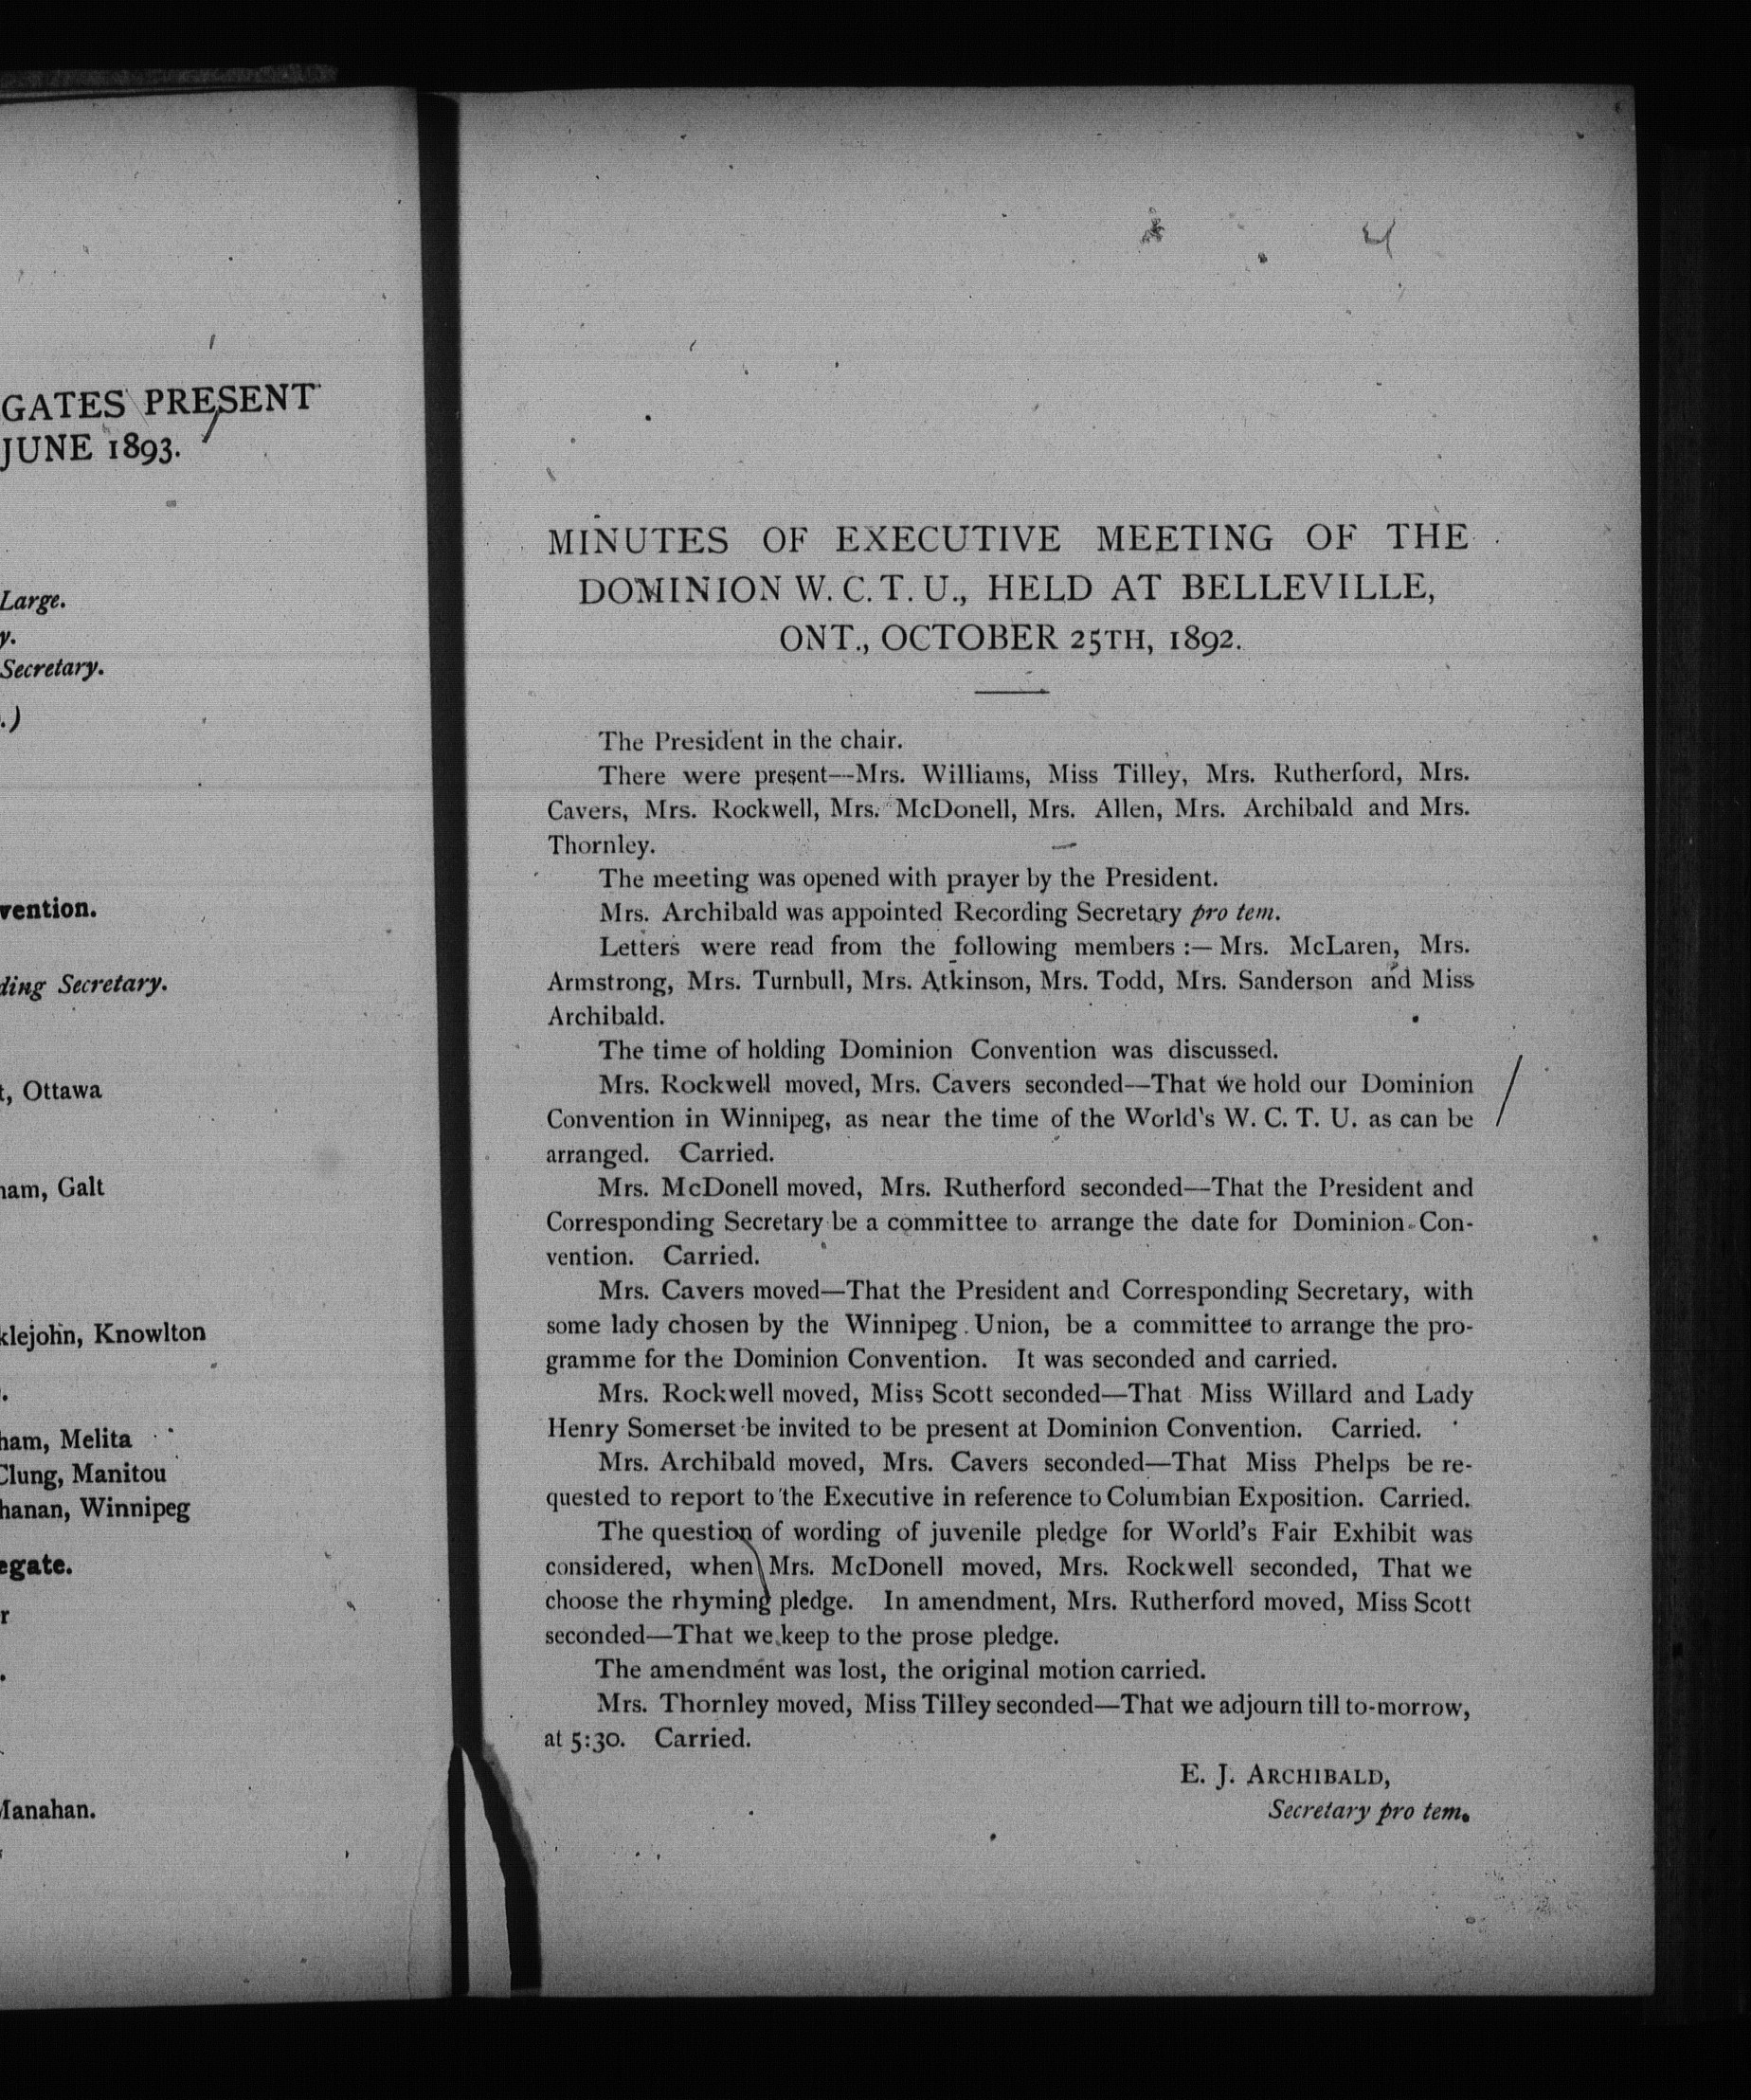 GATES PRESENT
JUNE 1893.
Large.
y.
Secretary.
.)
vention.
ding Secretary.
t, Ottawa
ham, Galt
klejohn, Knowlton
ham, Melita
Clung, Manitou
hanan, Winnipeg
egate.
r
Manahan.
4
MINUTES OF EXECUTIVE MEETING OF THE
DOMINION W. C. T. U., HELD AT BELLEVILLE,
ONT., OCTOBER 25TH, 1892.
The President in the chair.
There were present—Mrs. Williams, Miss Tilley, Mrs. Rutherford, Mrs.
Cavers, Mrs. Rockwell, Mrs. McDonell, Mrs. Allen, Mrs. Archibald and Mrs.
Thornley.
The meeting was opened with prayer by the President.
Mrs. Archibald was appointed Recording Secretary pro tem.
Letters were read from the following members :— Mrs. McLaren, Mrs.
Armstrong, Mrs. Turnbull, Mrs. Atkinson, Mrs. Todd, Mrs. Sanderson and Miss
Archibald.
The time of holding Dominion Convention was discussed.
Mrs. Rockwell moved, Mrs. Cavers seconded—That we hold our Dominion
Convention in Winnipeg, as near the time of the World's W. C. T. U. as can be
arranged. Carried.
Mrs. McDonell moved, Mrs. Rutherford seconded—That the President and
Corresponding Secretary be a committee to arrange the date for Dominion Con-
vention. Carried.
Mrs. Cavers moved—That the President and Corresponding Secretary, with
some lady chosen by the Winnipeg Union, be a committee to arrange the pro-
gramme for the Dominion Convention. It was seconded and carried.
Mrs. Rockwell moved, Miss Scott seconded—That Miss Willard and Lady
Henry Somerset be invited to be present at Dominion Convention. Carried.
Mrs. Archibald moved, Mrs. Cavers seconded—That Miss Phelps be re-
quested to report to the Executive in reference to Columbian Exposition. Carried.
The question of wording of juvenile pledge for World's Fair Exhibit was
considered, when Mrs. McDonell moved, Mrs. Rockwell seconded, That we
choose the rhyming pledge. In amendment, Mrs. Rutherford moved, Miss Scott
seconded—That we keep to the prose pledge.
The amendment was lost, the original motion carried.
Mrs. Thornley moved, Miss Tilley seconded—That we adjourn till to-morrow,
at 5:30. Carried.
E. J. ARCHIBALD,
Secretary pro tem.